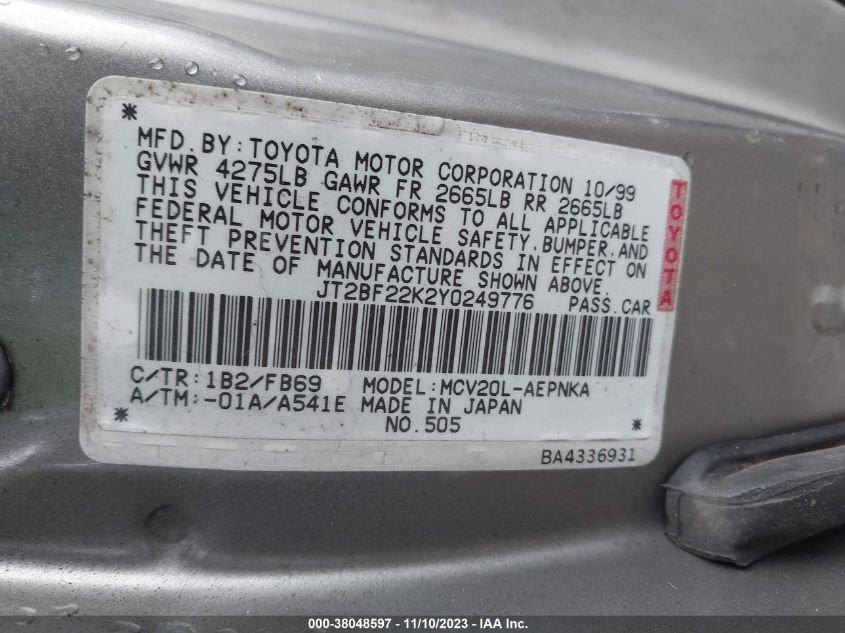 MFD.BY:TOYOTA MOTOR CORPORATION 10/99
GVWR 4275LB GAWR FR 2665LB RR 2665LB
THIS VEHICLE CONFORMS TO ALL APPLICABLE
FEDERAL MOTOR VEHICLE SAFETY,BUMPER,AND
THEFT PREVENTION STANDARDS IN EFFECT ON
THE DATE OF MANUFACTURE SHOWN ABOVE.
JT2BF22K2Y0249776 PASS.CAR
TOYOTA
C/TR:1B2/FB69 MODEL:MCV20L-AEPNKA
A/TM:-01A/A541E MADE IN JAPAN
NO.505
BA4336931
000-38048597 - 11/10/2023 - IAA Inc.